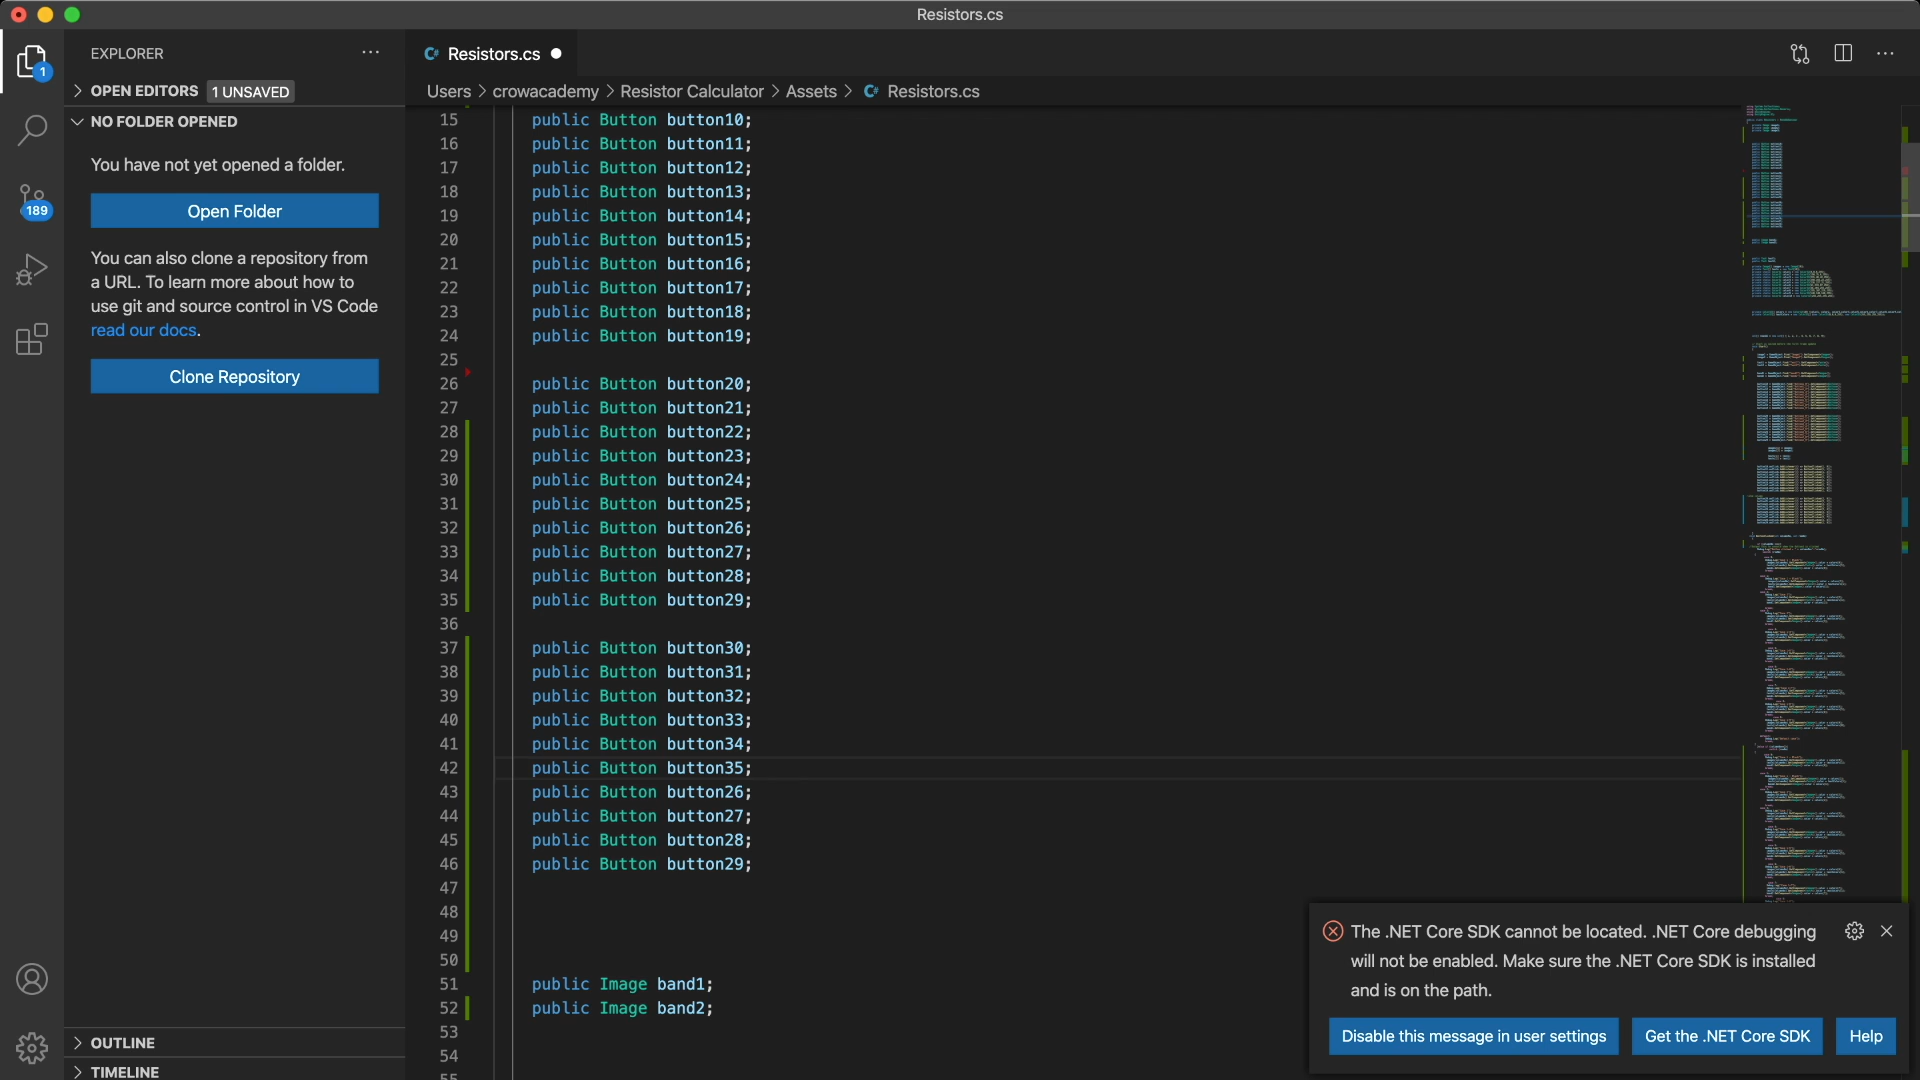 Resistors.cs
EXPLORER
OPEN EDITORS 1 UNSAVED
NO FOLDER OPENED
You have not yet opened a folder.
Open Folder
You can also clone a repository from
a URL. To learn more about how to
use git and source control in VS Code
read our docs.
Clone Repository
OUTLINE
TIMELINE
1
189
C# Resistors.cs
Users > crowacademy > Resistor Calculator > Assets > C# Resistors.cs
15 public Button button10;
16 public Button button11;
17 public Button button12;
18 public Button button13;
19 public Button button14;
20 public Button button15;
21 public Button button16;
22 public Button button17;
23 public Button button18;
24 public Button button19;
25
26 public Button button20;
27 public Button button21;
28 public Button button22;
29 public Button button23;
30 public Button button24;
31 public Button button25;
32 public Button button26;
33 public Button button27;
34 public Button button28;
35 public Button button29;
36
37 public Button button30;
38 public Button button31;
39 public Button button32;
40 public Button button33;
41 public Button button34;
42 public Button button35;
43 public Button button26;
44 public Button button27;
45 public Button button28;
46 public Button button29;
47
48
49
50
51 public Image band1;
52 public Image band2;
53
54
55
The .NET Core SDK cannot be located. .NET Core debugging
will not be enabled. Make sure the .NET Core SDK is installed
and is on the path.
Disable this message in user settings
Get the .NET Core SDK
Help